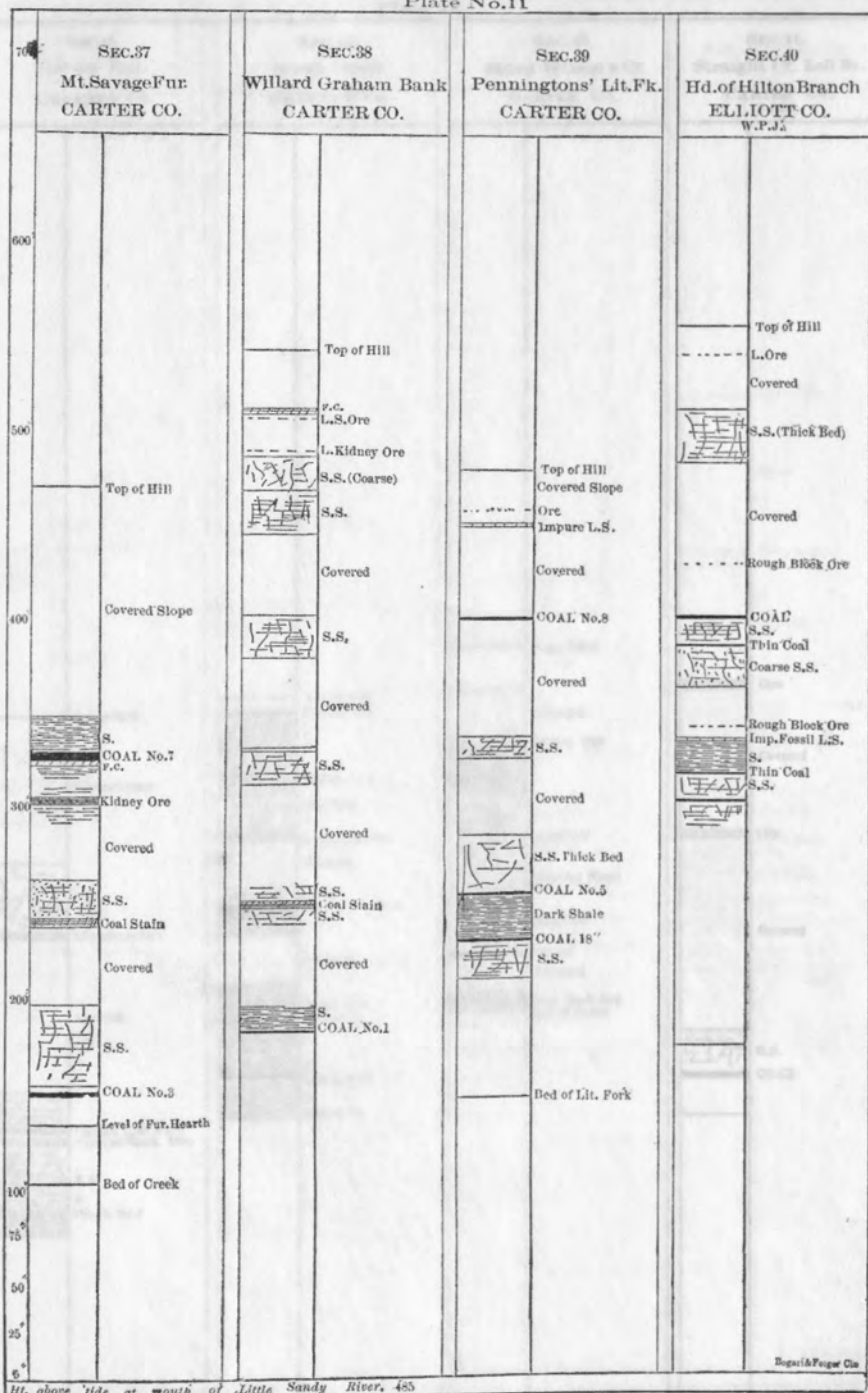 Plate No.11
SEC.37
Mt.Savage Fur.
CARTER CO.
SEC.38
Willard Graham Bank
CARTER CO.
SEC.39
Penningtons' Lit.Fk.
CARTER CO.
SEC.40
Hd.of Hilton Branch
ELLIOTT CO.
W.P.J.
700
600
500
400
300
200
100
75
50
25
Top of Hill
Covered Slope
S.
COAL No.7
F.C.
Kidney Ore
Covered
S.S.
Coal Stain
Covered
S.S.
COAL No.3
Level of Fur. Hearth
Bed of Creek
Top of Hill
F.C.
L.S.Ore
L.Kidney Ore
S.S.(Coarse)
S.S.
Covered
S.S.
Covered
S.S.
Covered
S.S.
Coal Stain
S.S.
Covered
S.
COAL No.1
Top of Hill
Covered Slope
Ore
Impure L.S.
Covered
COAL No.8
Covered
S.S.
Covered
S.S.Thick Bed
COAL No.5
Dark Shale
COAL 18"
S.S.
Bed of Lit. Fork
Top of Hill
L.Ore
Covered
S.S.(Thick Bed)
Covered
Rough Block Ore
COAL
S.S.
Thin Coal
Coarse S.S.
Rough Block Ore
Imp.Fossil L.S.
S.
Thin Coal
S.S.
Ht. above tide at mouth of Little Sandy River, 485